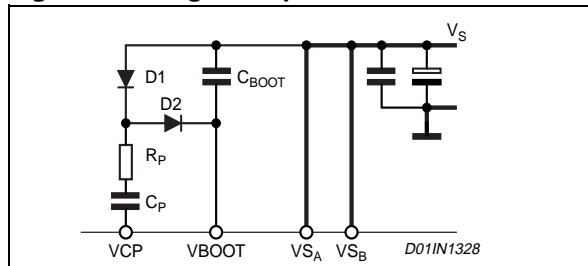 V_S
D1
C_BOOT
D2
R_P
C_P
VCP VBOOT VS_A VS_B D01IN1328